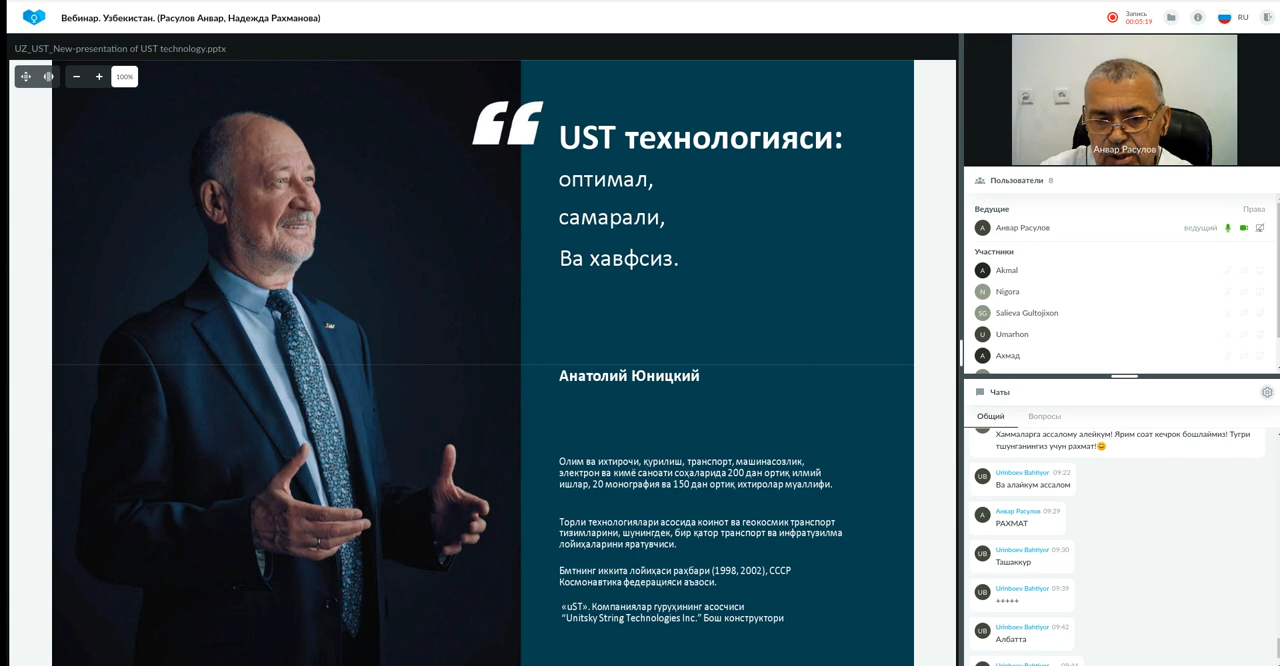 Вебинар. Узбекистан. (Расулов Анвар, Надежда Рахманова)
Запись
00:05:19
RU
UZ_UST_New-presentation of UST technology.pptx
100%
UST технологияси:
оптимал,
самарали,
Ва хавфсиз.
Анатолий Юницкий
Олим ва ихтирочи, қурилиш, транспорт, машинасозлик,
электрон ва кимё саноати соҳаларида 200 дан ортиқ илмий
ишлар, 20 монография ва 150 дан ортиқ ихтиролар муаллифи.
Торли технологиялари асосида коинот ва геокосмик транспорт
тизимларини, шунингдек, бир қатор транспорт ва инфратузилма
лойиҳаларини яратувчиси.
Бмтнинг иккита лойиҳаси раҳбари (1998, 2002), СССР
Космонавтика федерацияси аъзоси.
«uST». Компаниялар гуруҳининг асосчиси
“Unitsky String Technologies Inc.” Бош конструктори
Анвар Расулов
Пользователи 8
Ведущие Права
А Анвар Расулов ведущий
Участники
A Akmal
N Nigora
SG Salieva Gultojixon
U Umarhon
А Ахмад
Чаты
Общий Вопросы
Хаммаларга ассалому алейкум! Ярим соат кечрок бошлаймиз! Тугри
тшунганингиз учун рахмат!😊
UB Urinboev Bahtiyor 09:22
Ва алайкум ассалом
А Анвар Расулов 09:29
РАХМАТ
UB Urinboev Bahtiyor 09:30
Ташаккур
UB Urinboev Bahtiyor 09:39
+++++
UB Urinboev Bahtiyor 09:42
Албатта